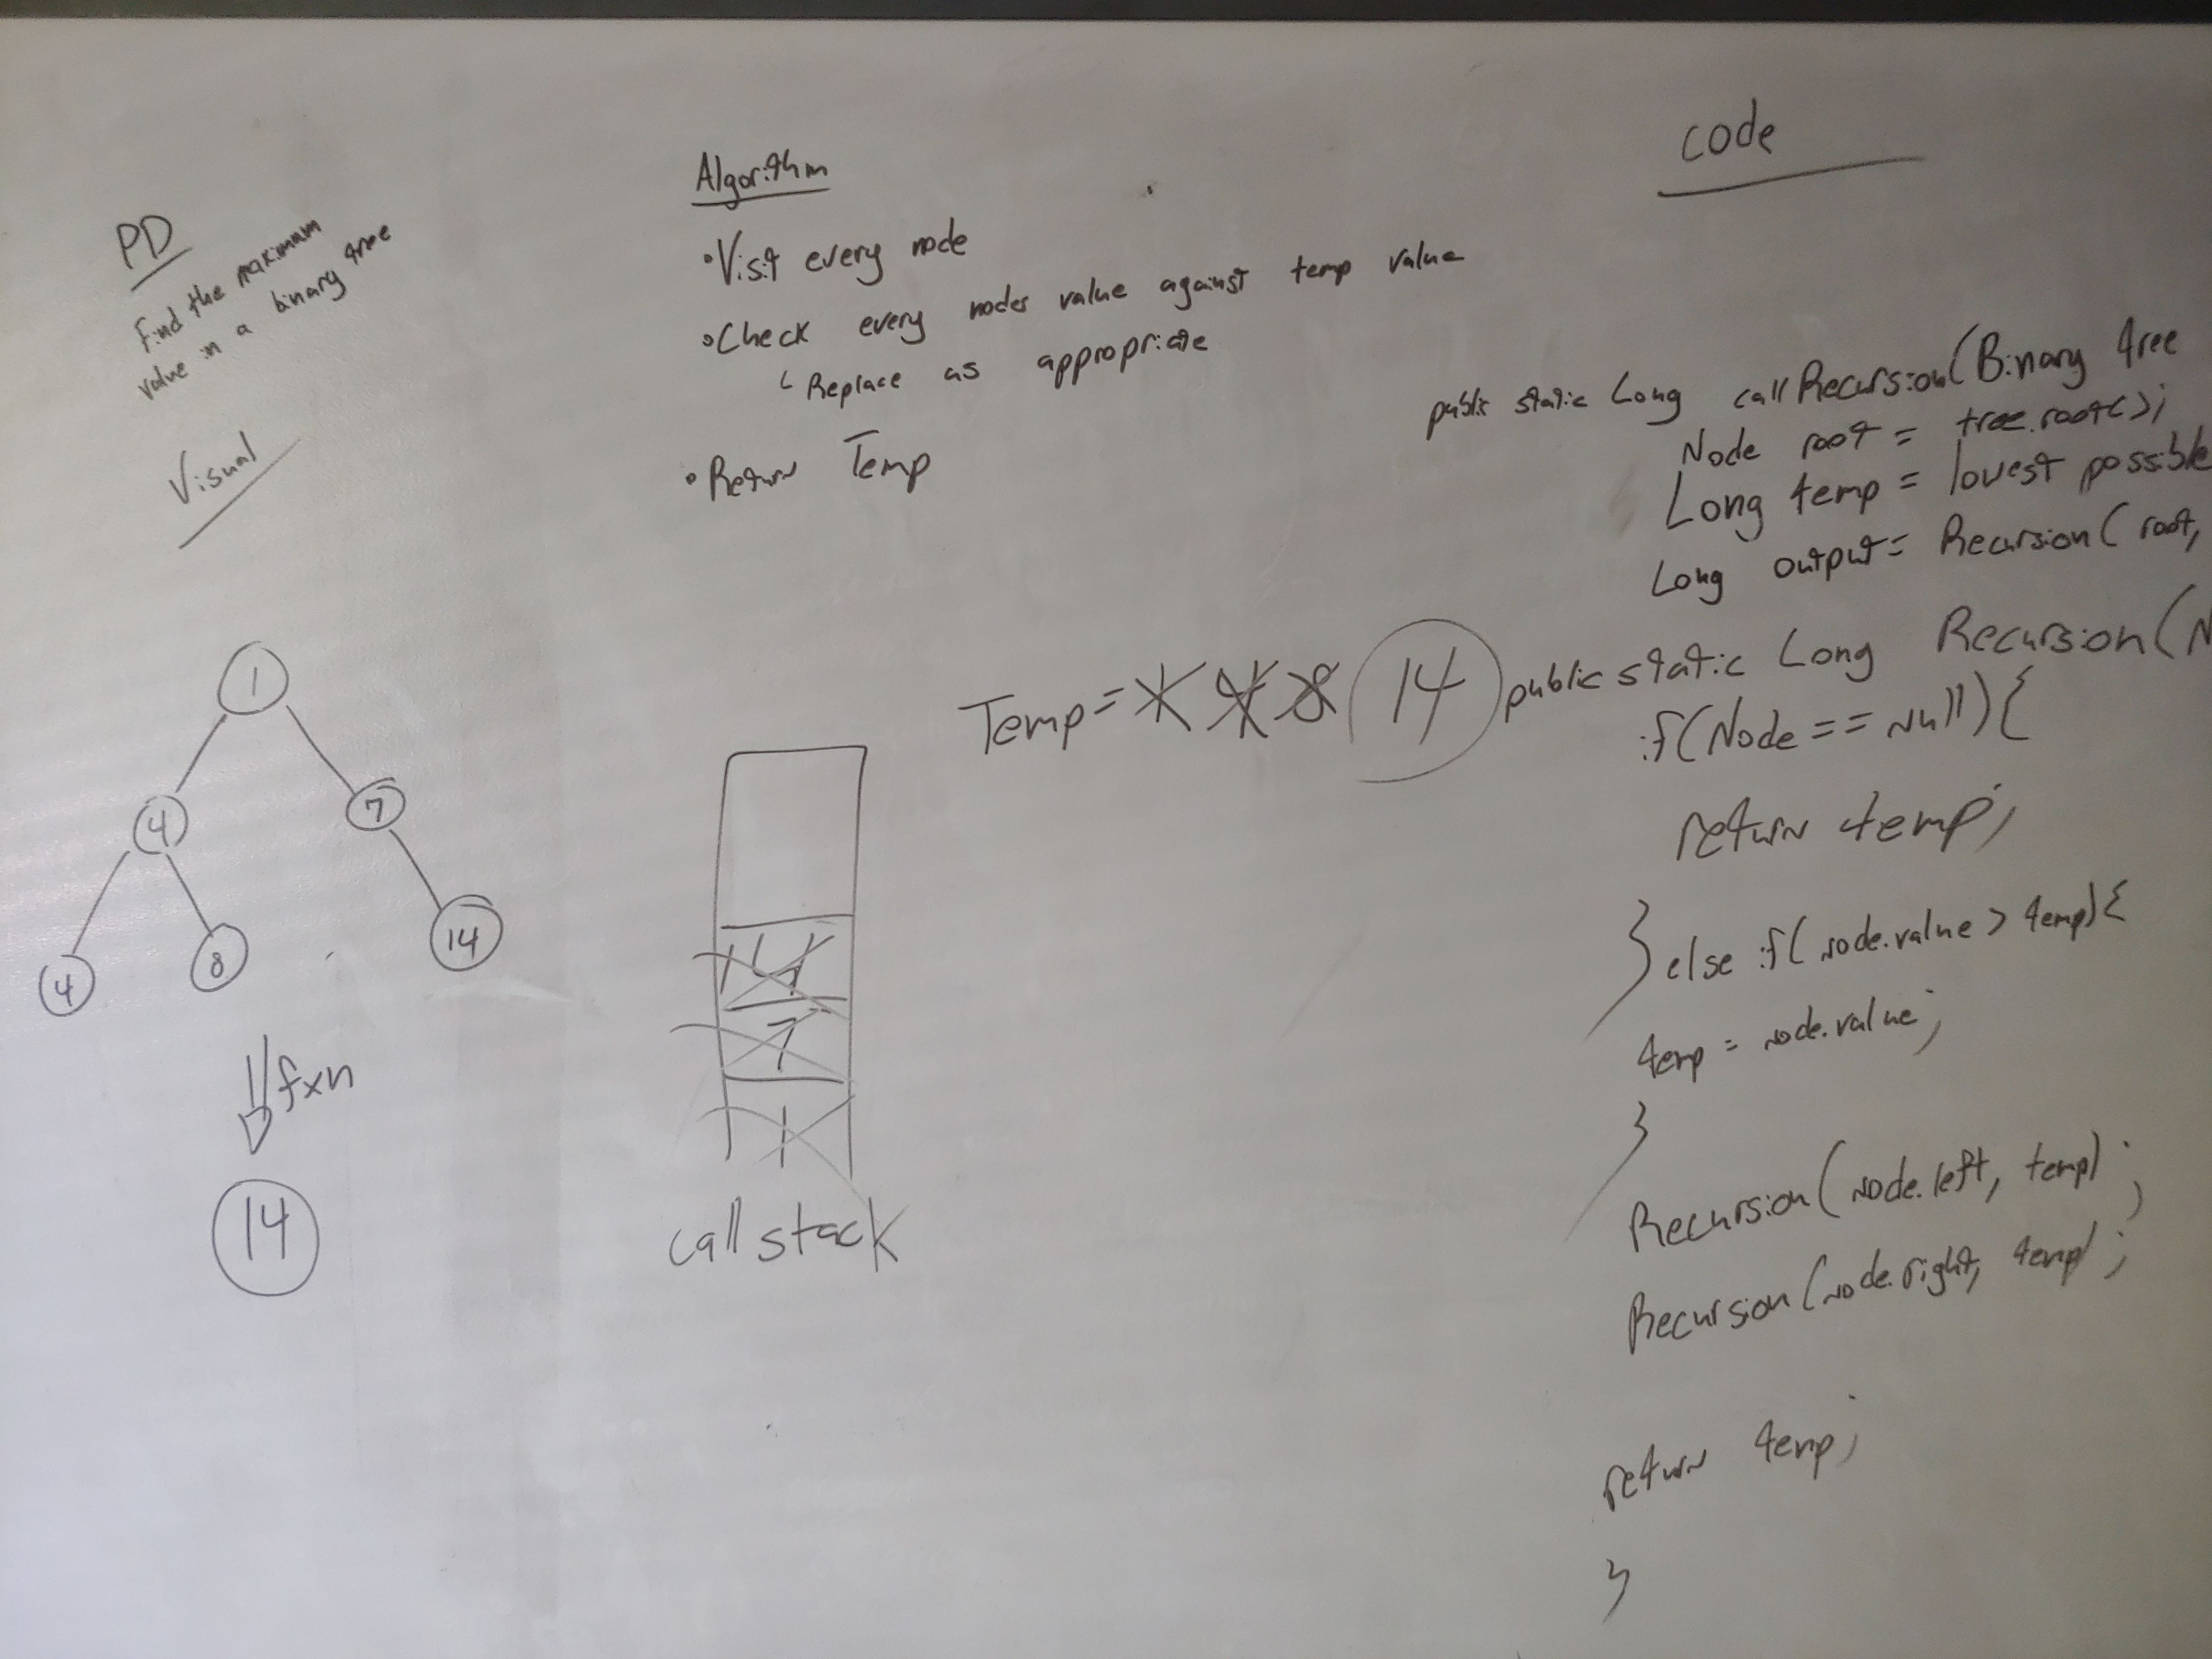 PD
Find the maximum
value in a binary tree
Visual
1
4
7
4
8
14
fxn
14
Algorithm
• Visit every node
• Check every nodes value against temp value
Replace as appropriate
• Return Temp
Temp = 1 4 8 14
14
7
1
call stack
code
public static Long callRecursion(Binary tree
Node root = tree.root();
Long temp = lowest possible
Long output = Recursion(root,
public static Long Recursion(N
if(Node == Null){
return temp;
} else if(Node.value > temp){
temp = Node.value;
}
Recursion(Node.left, temp);
Recursion(Node.right, temp);
return temp;
}